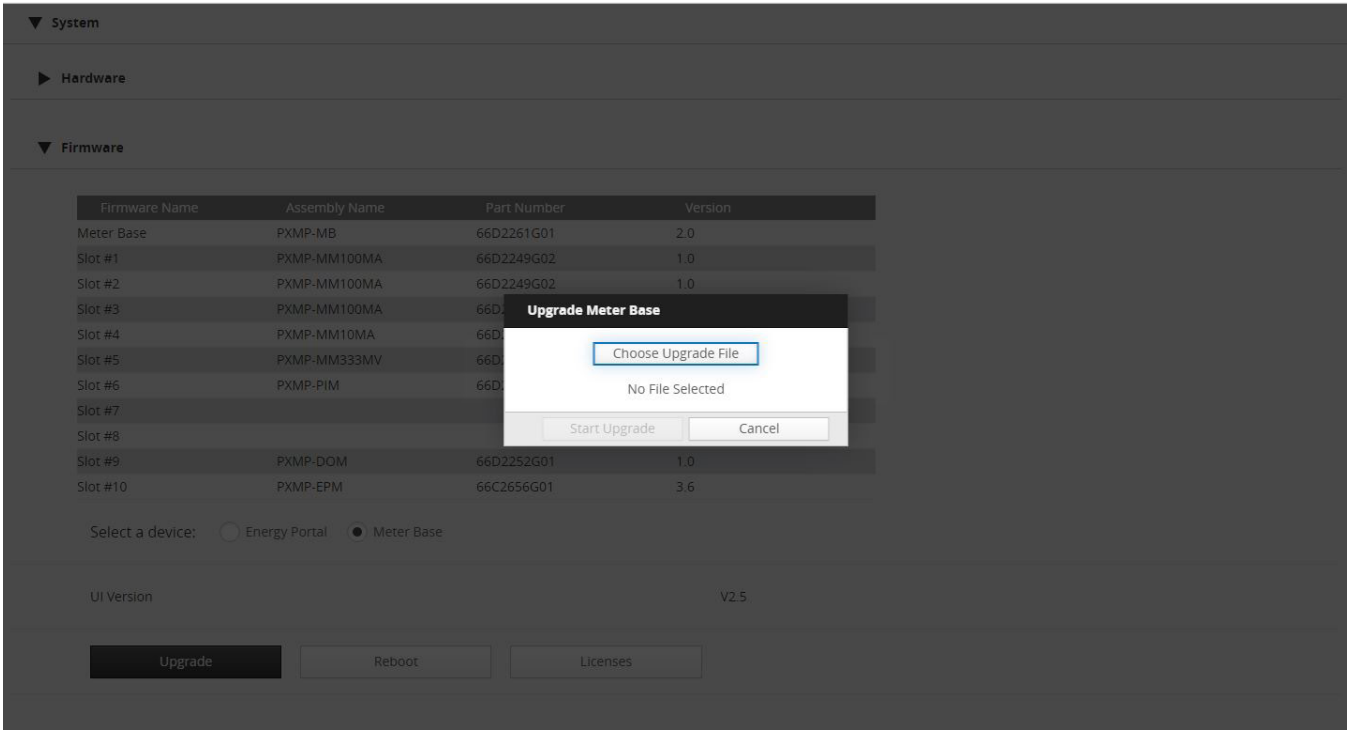 System
Hardware
Firmware
Firmware Name Assembly Name Part Number Version
Meter Base PXMP-MB 66D2261G01 2.0
Slot #1 PXMP-MM100MA 66D2249G02 1.0
Slot #2 PXMP-MM100MA 66D2249G02 1.0
Slot #3 PXMP-MM100MA
Slot #4 PXMP-MM10MA
Slot #5 PXMP-MM333MV
Slot #6 PXMP-PIM
Slot #7
Slot #8
Slot #9 PXMP-DOM 66D2252G01 1.0
Slot #10 PXMP-EPM 66C2656G01 3.6
Upgrade Meter Base
Choose Upgrade File
No File Selected
Start Upgrade Cancel
Select a device: Energy Portal Meter Base
UI Version V2.5
Upgrade Reboot Licenses